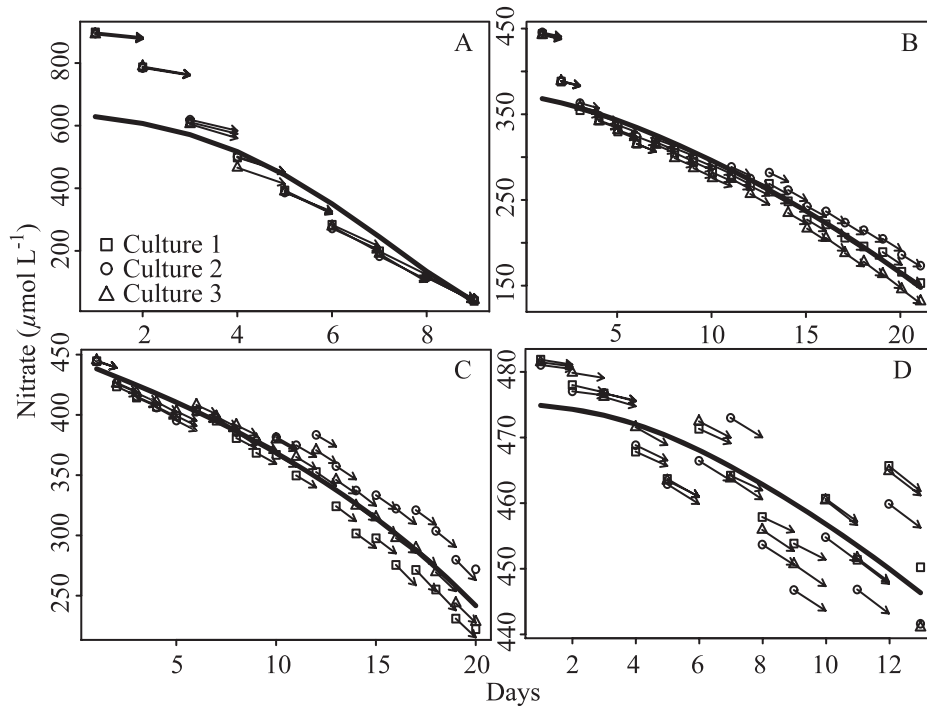 A
B
800
600
400
200
□ Culture 1
○ Culture 2
△ Culture 3
2 4 6 8
450
350
250
150
5 10 15 20
Nitrate (µmol L⁻¹)
C
D
450
400
350
300
250
5 10 15 20
480
470
460
450
440
2 4 6 8 10 12
Days